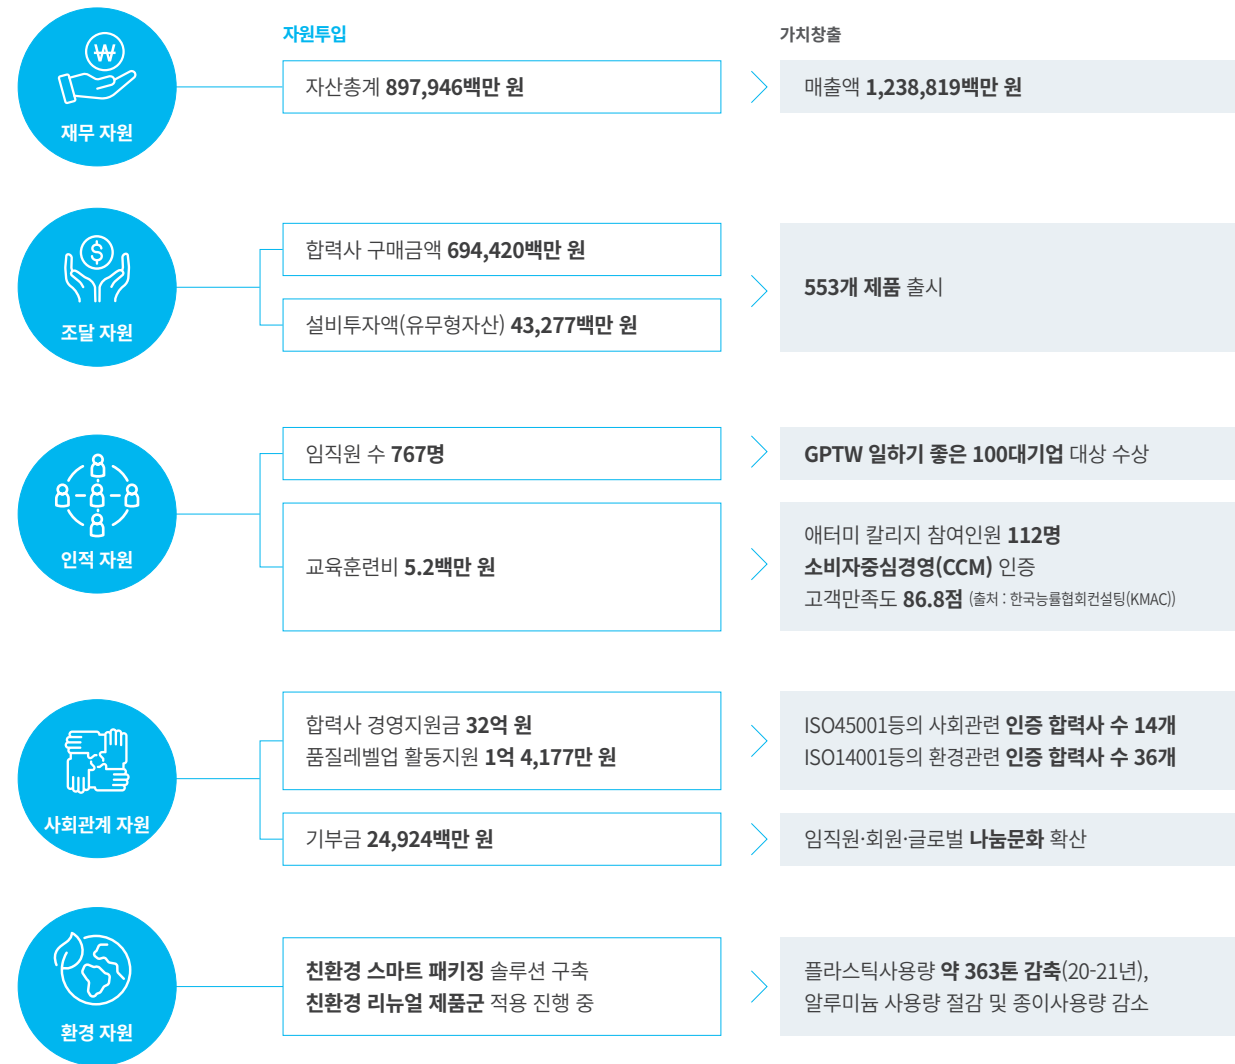 자원투입
가치창출
재무 자원
자산총계 897,946백만 원
매출액 1,238,819백만 원
조달 자원
합력사 구매금액 694,420백만 원
설비투자액(유무형자산) 43,277백만 원
553개 제품 출시
인적 자원
임직원 수 767명
GPTW 일하기 좋은 100대기업 대상 수상
교육훈련비 5.2백만 원
애터미 칼리지 참여인원 112명
소비자중심경영(CCM) 인증
고객만족도 86.8점 (출처 : 한국능률협회컨설팅(KMAC))
사회관계 자원
합력사 경영지원금 32억 원
품질레벨업 활동지원 1억 4,177만 원
ISO45001등의 사회관련 인증 합력사 수 14개
ISO14001등의 환경관련 인증 합력사 수 36개
기부금 24,924백만 원
임직원·회원·글로벌 나눔문화 확산
환경 자원
친환경 스마트 패키징 솔루션 구축
친환경 리뉴얼 제품군 적용 진행 중
플라스틱사용량 약 363톤 감축(20-21년),
알루미늄 사용량 절감 및 종이사용량 감소